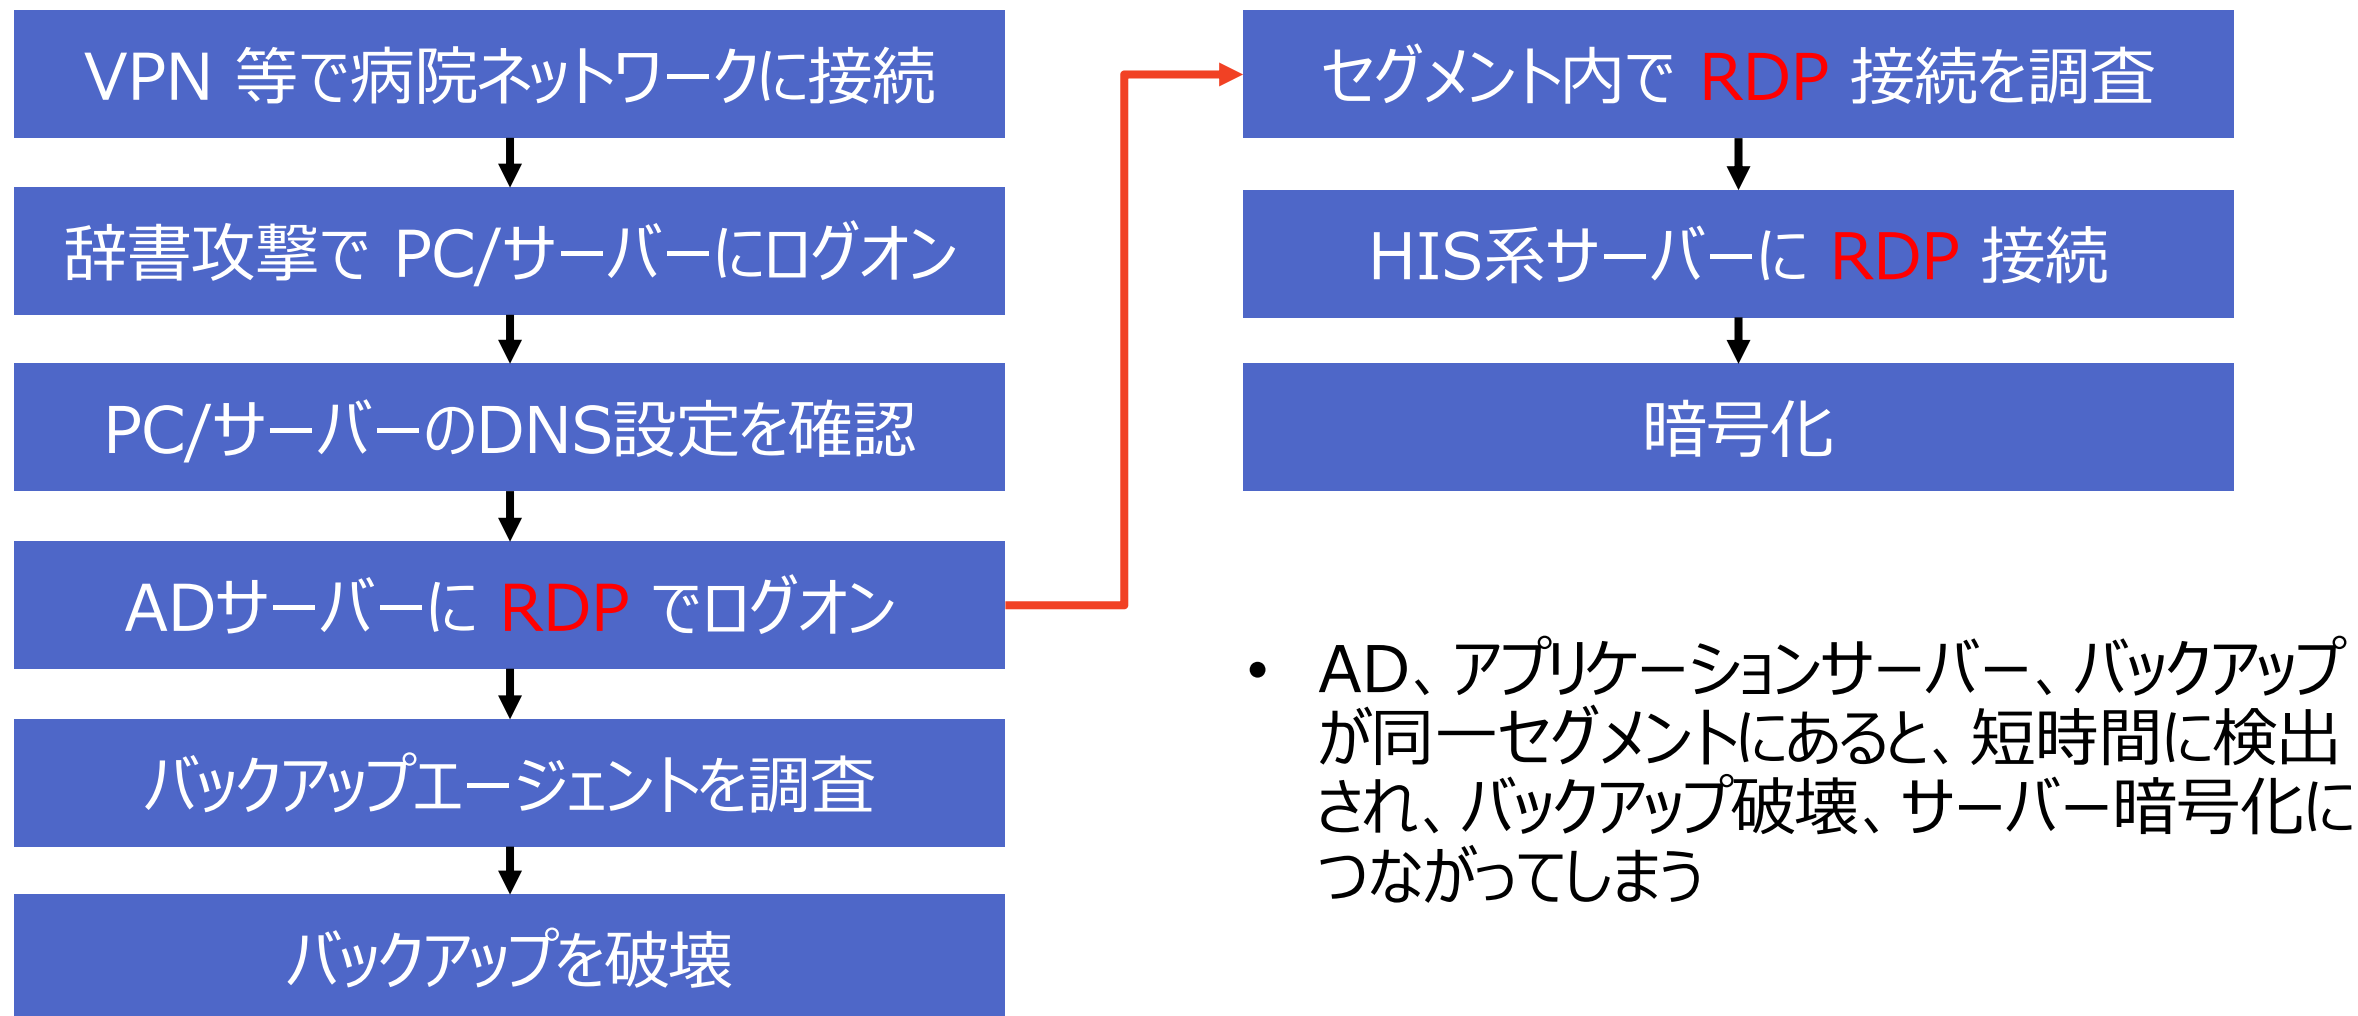 VPN 等で病院ネットワークに接続
辞書攻撃で PC/サーバーにログオン
PC/サーバーのDNS設定を確認
ADサーバーに RDP でログオン
バックアップエージェントを調査
バックアップを破壊
セグメント内で RDP 接続を調査
HIS系サーバーに RDP 接続
暗号化
• AD、アプリケーションサーバー、バックアップ
が同一セグメントにあると、短時間に検出
され、バックアップ破壊、サーバー暗号化に
つながってしまう